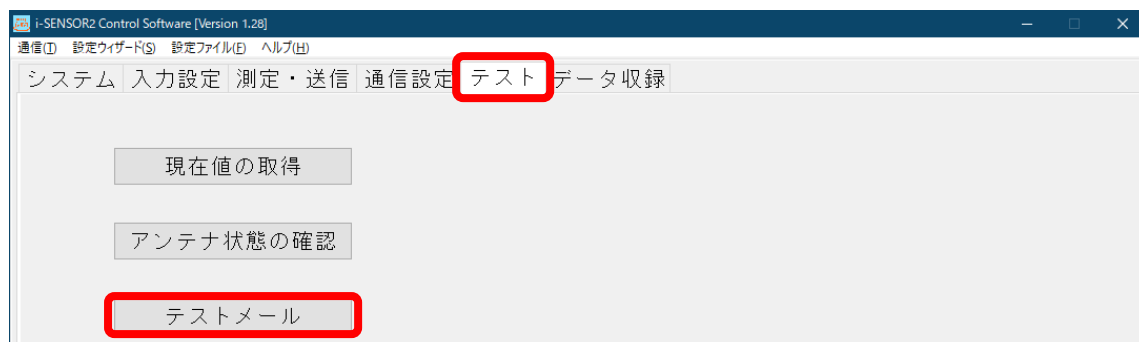 i-SENSOR2 Control Software [Version 1.28]
通信(T) 設定ウィザード(S) 設定ファイル(F) ヘルプ(H)
システム 入力設定 測定・送信 通信設定 テスト データ収録
現在値の取得
アンテナ状態の確認
テストメール